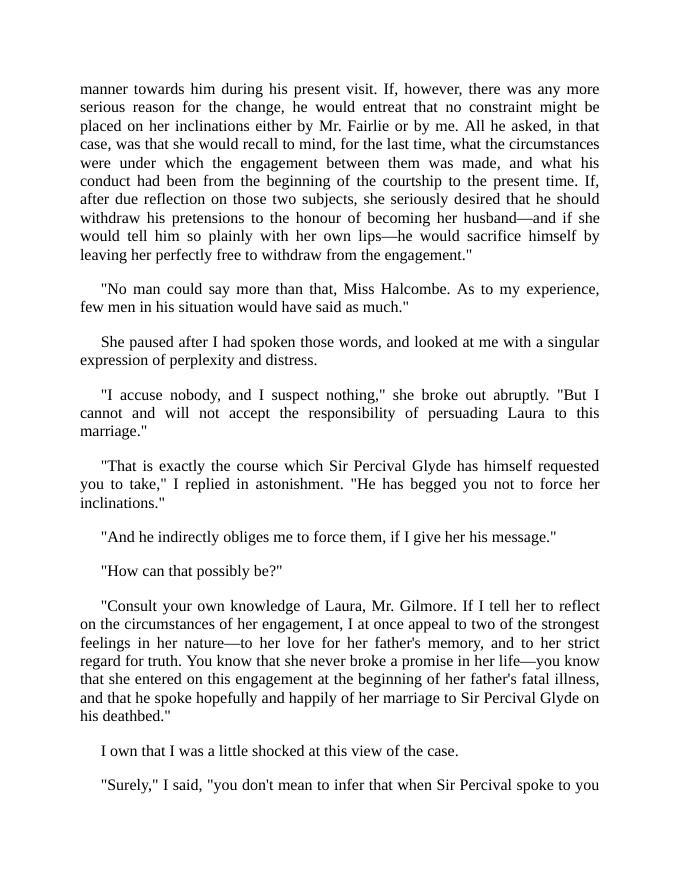 manner towards him during his present visit. If, however, there was any more
serious reason for the change, he would entreat that no constraint might be
placed on her inclinations either by Mr. Fairlie or by me. All he asked, in that
case, was that she would recall to mind, for the last time, what the circumstances
were under which the engagement between them was made, and what his
conduct had been from the beginning of the courtship to the present time. If,
after due reflection on those two subjects, she seriously desired that he should
withdraw his pretensions to the honour of becoming her husband—and if she
would tell him so plainly with her own lips—he would sacrifice himself by
leaving her perfectly free to withdraw from the engagement."
"No man could say more than that, Miss Halcombe. As to my experience,
few men in his situation would have said as much."
She paused after I had spoken those words, and looked at me with a singular
expression of perplexity and distress.
"I accuse nobody, and I suspect nothing," she broke out abruptly. "But I
cannot and will not accept the responsibility of persuading Laura to this
marriage."
"That is exactly the course which Sir Percival Glyde has himself requested
you to take," I replied in astonishment. "He has begged you not to force her
inclinations."
"And he indirectly obliges me to force them, if I give her his message."
"How can that possibly be?"
"Consult your own knowledge of Laura, Mr. Gilmore. If I tell her to reflect
on the circumstances of her engagement, I at once appeal to two of the strongest
feelings in her nature—to her love for her father's memory, and to her strict
regard for truth. You know that she never broke a promise in her life—you know
that she entered on this engagement at the beginning of her father's fatal illness,
and that he spoke hopefully and happily of her marriage to Sir Percival Glyde on
his deathbed."
I own that I was a little shocked at this view of the case.
"Surely," I said, "you don't mean to infer that when Sir Percival spoke to you